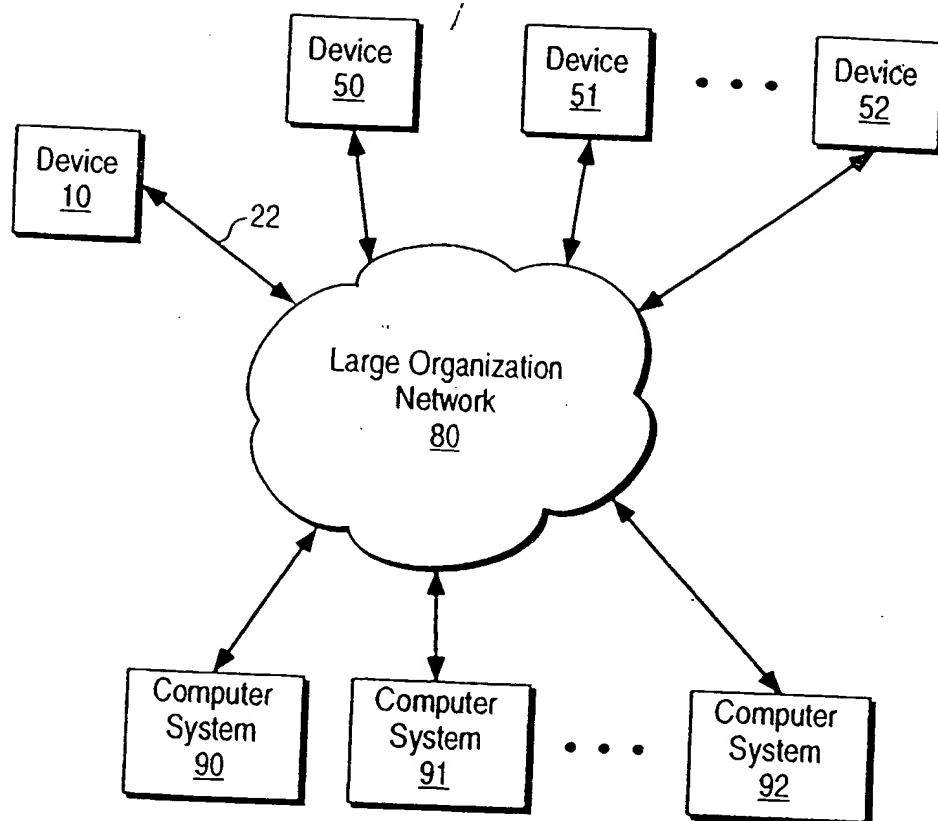 Device
50
Device
51
Device
52
Device
10
22
Large Organization
Network
80
Computer
System
90
Computer
System
91
Computer
System
92